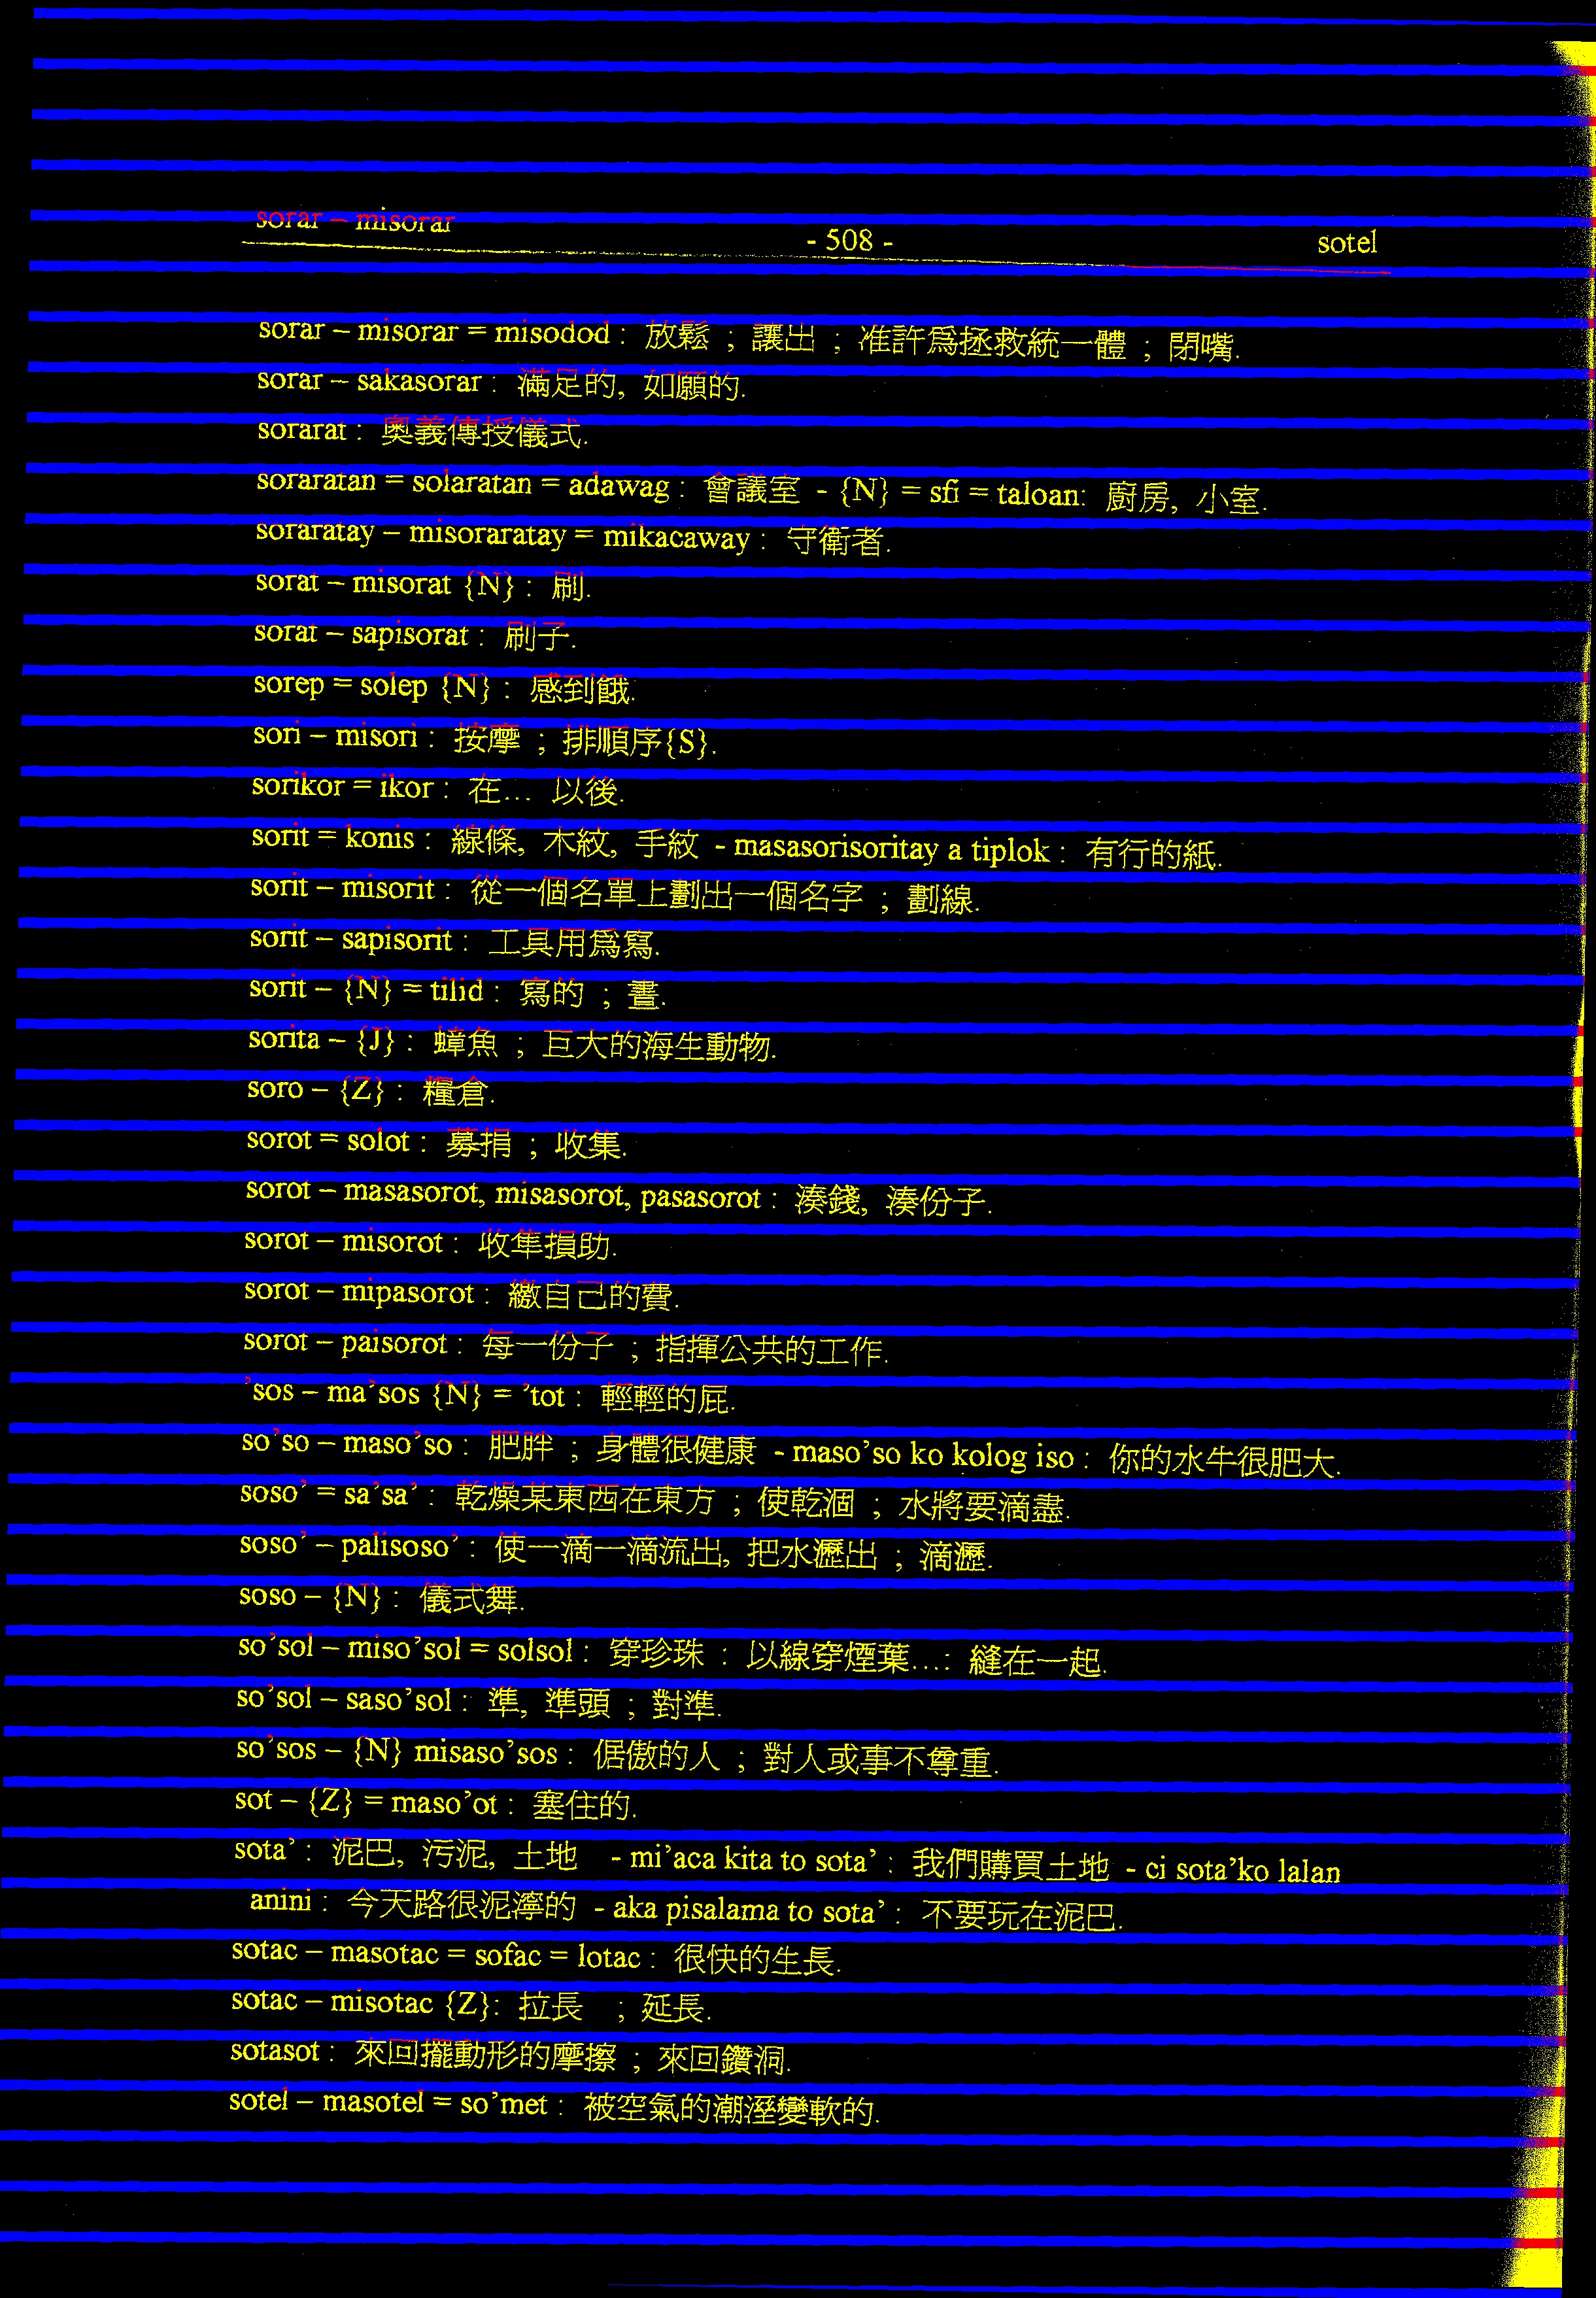 sorar – misorar
- 508 -
sotel
sorar – misorar = misodod : 放鬆 ; 讓出 ; 准許爲拯救統一體 ; 閉嘴.
sorar – sakasorar : 滿足的, 如願的.
sorarat : 奧義傳授儀式.
soraratan = solaratan = adawag : 會議室 - {N} = sfi = taloan: 廚房, 小室.
soraratay – misoraratay = mikacaway : 守衛者.
sorat – misorat {N} : 刷.
sorat – sapisorat : 刷子.
sorep = solep {N} : 感到餓.
sori – misori : 按摩 ; 排順序{S}.
sorikor = ikor : 在... 以後.
sorit = konis : 線條, 木紋, 手紋 - masasorisoritay a tiplok : 有行的紙.
sorit – misorit : 從一個名單上劃出一個名字 ; 劃線.
sorit – sapisorit : 工具用爲寫.
sorit – {N} = tilid : 寫的 ; 書.
sorita – {J} : 蟑魚 ; 巨大的海生動物.
soro – {Z} : 糧倉.
sorot = solot : 募捐 ; 收集.
sorot – masasorot, misasorot, pasasorot : 湊錢, 湊份子.
sorot – misorot : 收隼損助.
sorot – mipasorot : 繳自己的費.
sorot – paisorot : 每一份子 ; 指揮公共的工作.
’sos – ma’sos {N} = ’tot : 輕輕的屁.
so’so – maso’so : 肥胖 ; 身體很健康 - maso’so ko kolog iso : 你的水牛很肥大.
soso’ = sa’sa’ : 乾燥某東西在東方 ; 使乾涸 ; 水將要滴盡.
soso’ – palisoso’ : 使一滴一滴流出, 把水瀝出 ; 滴瀝.
soso – {N} : 儀式舞.
so’sol – miso’sol = solsol : 穿珍珠 : 以線穿煙葉...: 縫在一起.
so’sol – saso’sol : 準, 準頭 ; 對準.
so’sos – {N} misaso’sos : 倨傲的人 ; 對人或事不尊重.
sot – {Z} = maso’ot : 塞住的.
sota’ : 泥巴, 污泥, 土地 - mi’aca kita to sota’ : 我們購買土地 - ci sota’ko lalan
anini : 今天路很泥濘的 - aka pisalama to sota’ : 不要玩在泥巴.
sotac – masotac = sofac = lotac : 很快的生長.
sotac – misotac {Z}: 拉長 ; 延長.
sotasot : 來回擺動形的摩擦 ; 來回鑽洞.
sotel – masotel = so’met : 被空氣的潮溼變軟的.